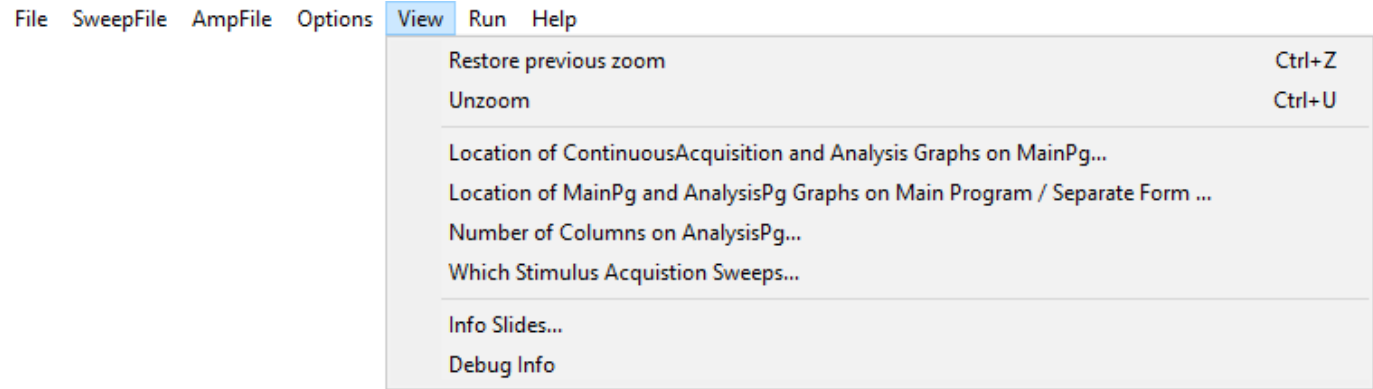 File SweepFile AmpFile Options View Run Help
Restore previous zoom Ctrl+Z
Unzoom Ctrl+U
Location of ContinuousAcquisition and Analysis Graphs on MainPg...
Location of MainPg and AnalysisPg Graphs on Main Program / Separate Form ...
Number of Columns on AnalysisPg...
Which Stimulus Acquistion Sweeps...
Info Slides...
Debug Info